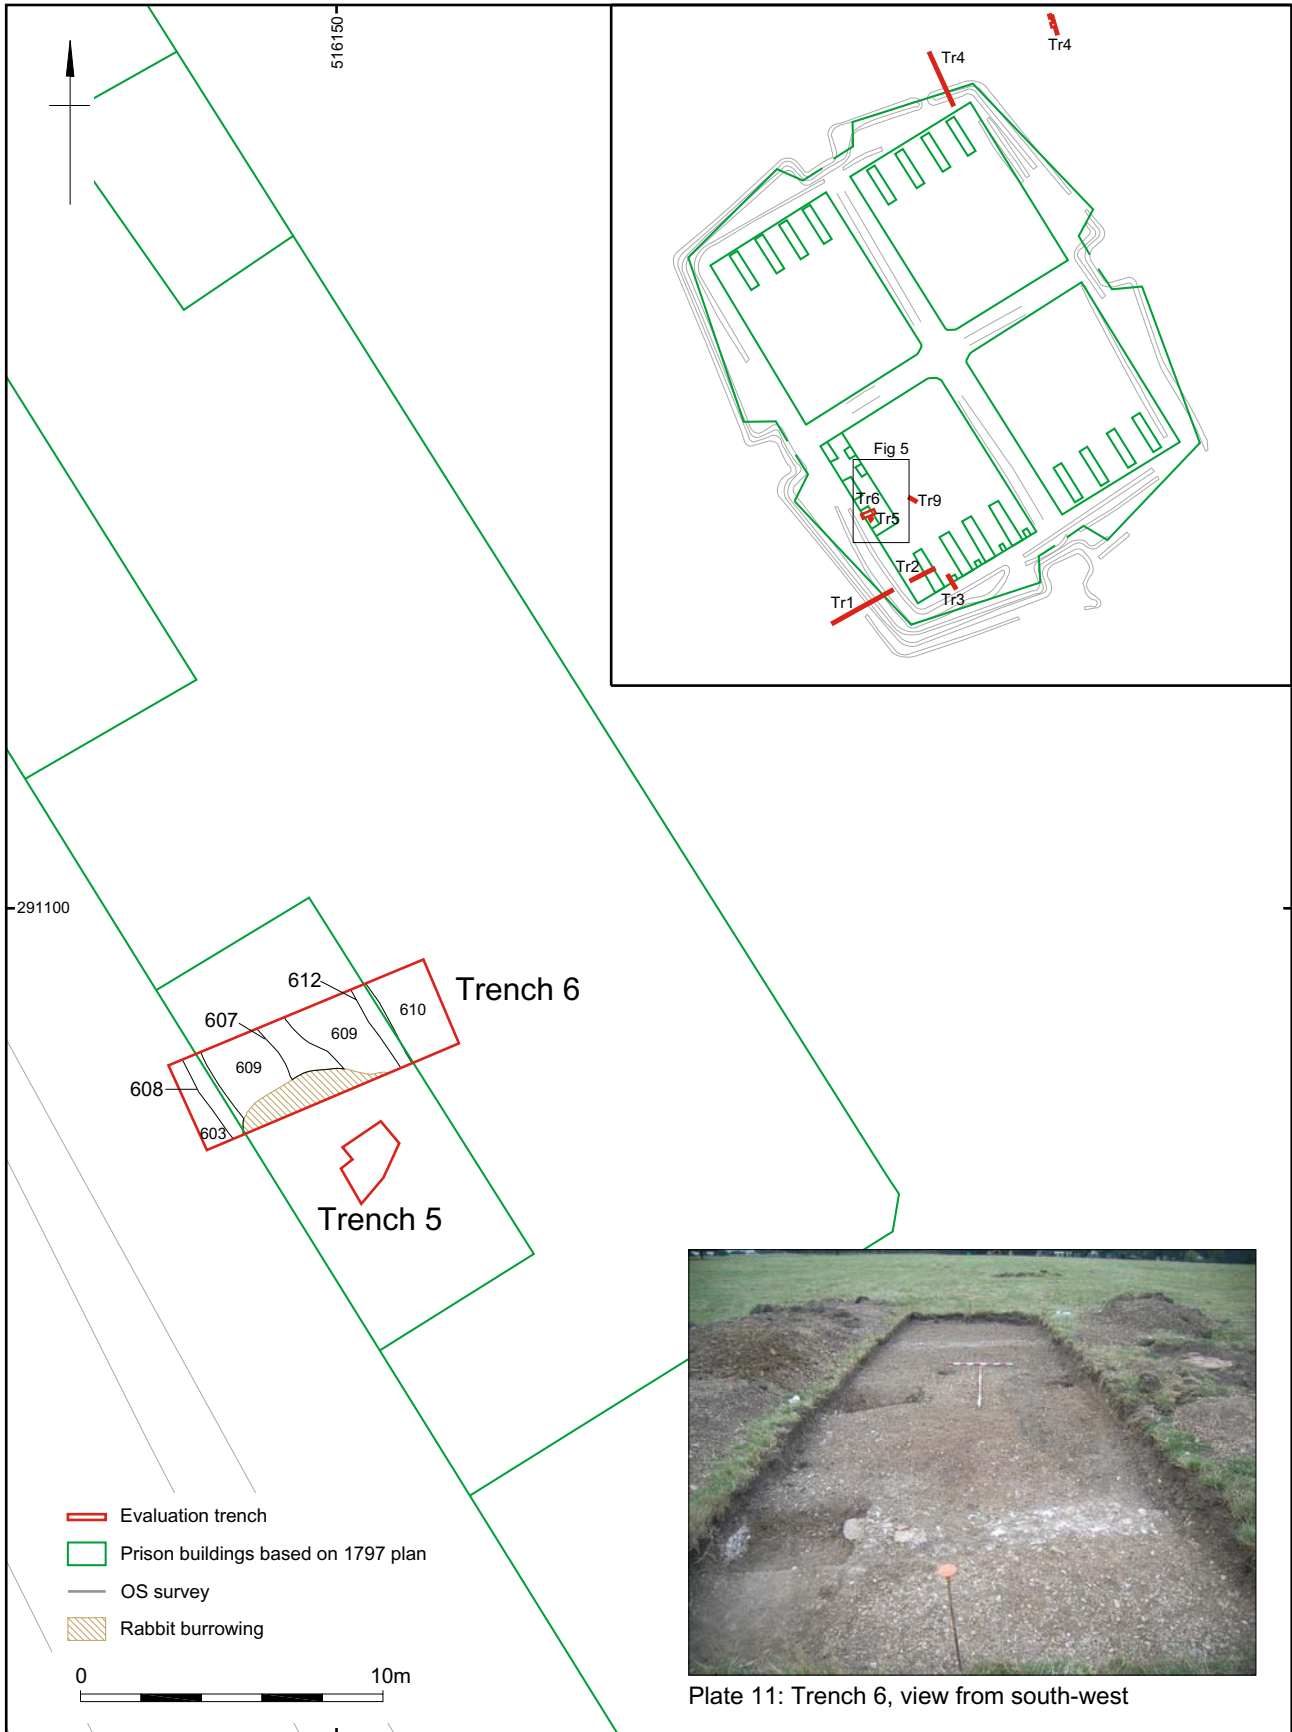 516150
Tr4
Tr4
Fig 5
Tr6
Tr5
Tr9
Tr2
Tr3
Tr1
291100
612
Trench 6
610
607
609
609
608
603
Trench 5
Evaluation trench
Prison buildings based on 1797 plan
OS survey
Rabbit burrowing
0 10m
Plate 11: Trench 6, view from south-west